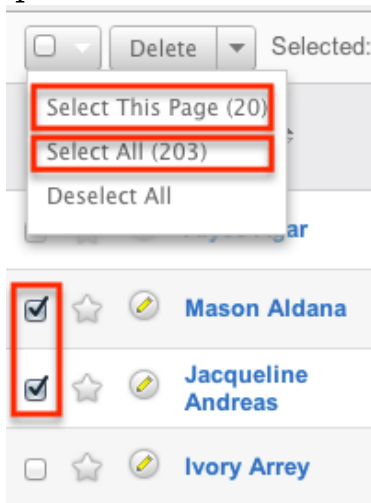 Delete Selected:
Select This Page (20)
Select All (203)
Deselect All
Mason Aldana
Jacqueline
Andreas
Ivory Arrey